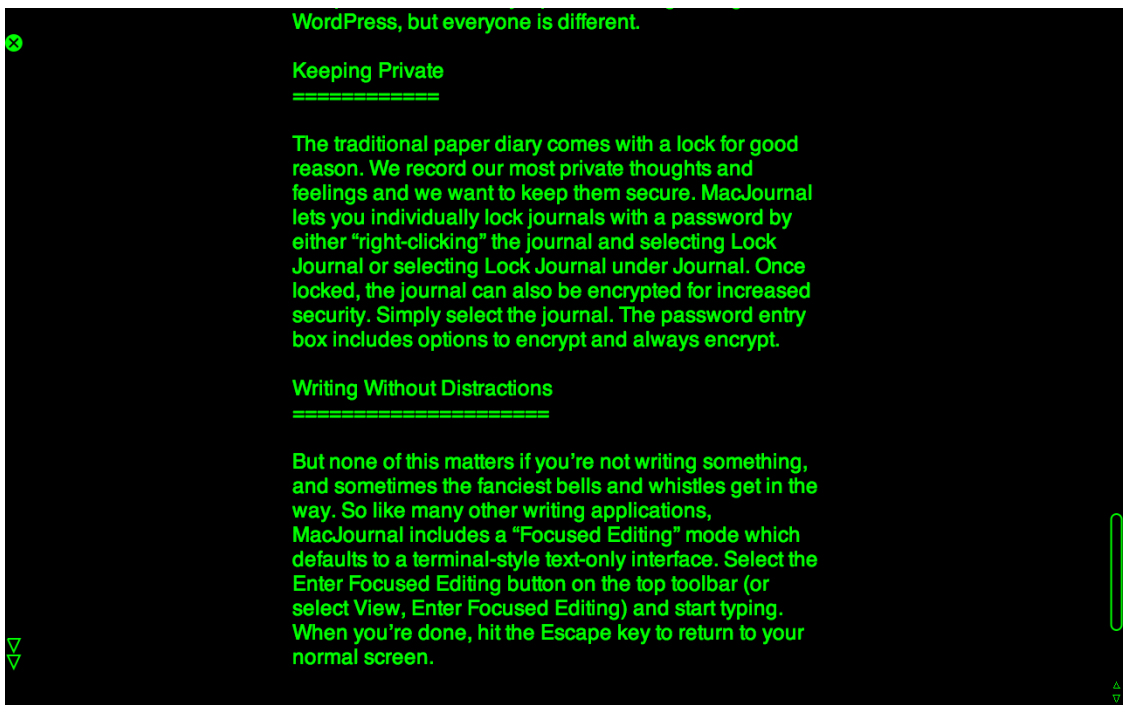 WordPress, but everyone is different.
Keeping Private
============
The traditional paper diary comes with a lock for good
reason. We record our most private thoughts and
feelings and we want to keep them secure. MacJournal
lets you individually lock journals with a password by
either “right-clicking” the journal and selecting Lock
Journal or selecting Lock Journal under Journal. Once
locked, the journal can also be encrypted for increased
security. Simply select the journal. The password entry
box includes options to encrypt and always encrypt.
Writing Without Distractions
=====================
But none of this matters if you’re not writing something,
and sometimes the fanciest bells and whistles get in the
way. So like many other writing applications,
MacJournal includes a “Focused Editing” mode which
defaults to a terminal-style text-only interface. Select the
Enter Focused Editing button on the top toolbar (or
select View, Enter Focused Editing) and start typing.
When you’re done, hit the Escape key to return to your
normal screen.